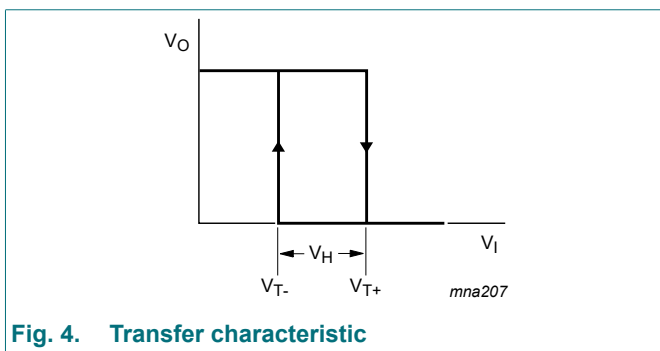 VO
VH
VI
VT-
VT+
mna207
Fig. 4. Transfer characteristic